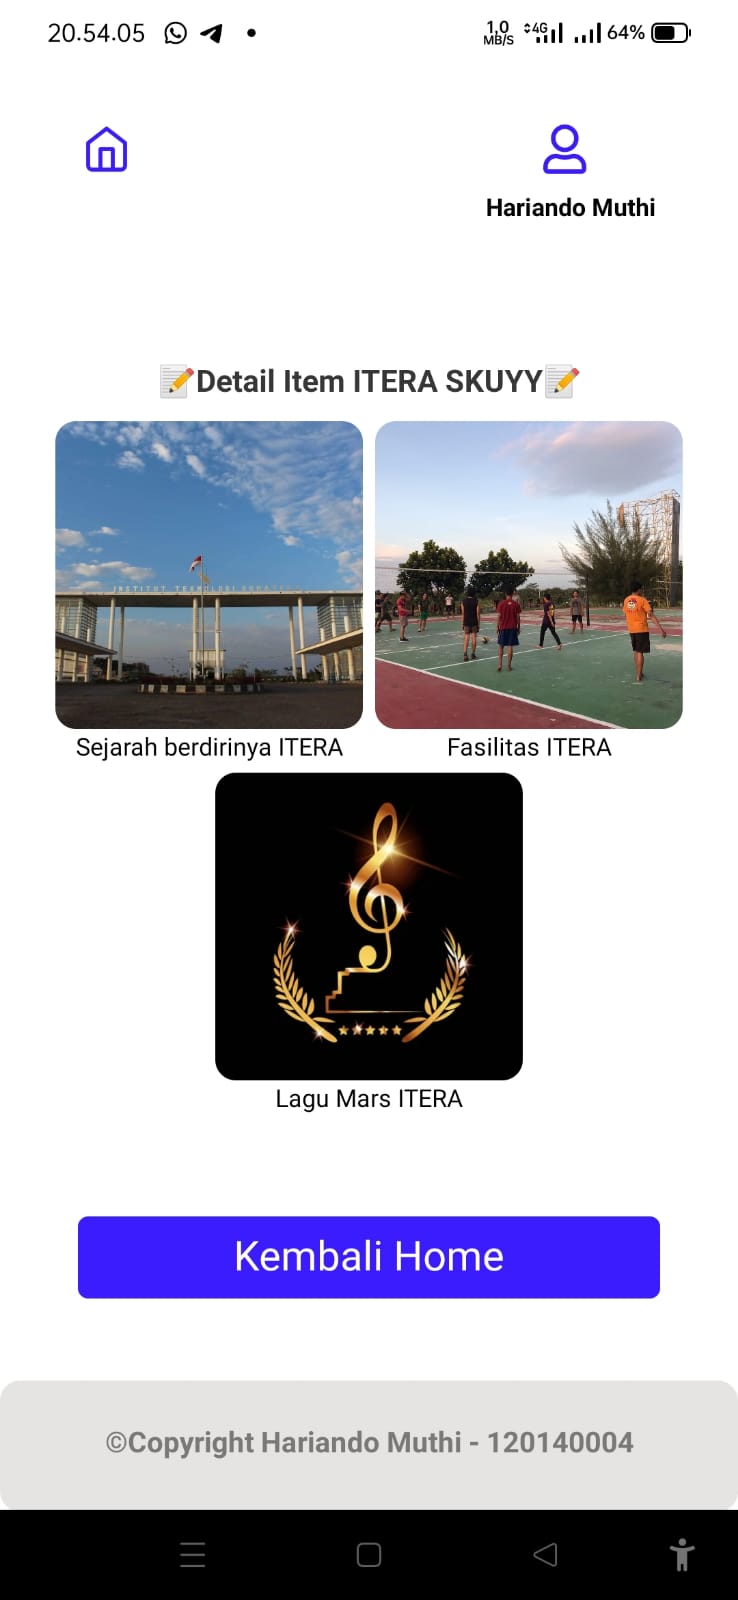 20.54.05
1,0
MB/S
4G
64%
Hariando Muthi
📝Detail Item ITERA SKUYY📝
INSTITUT TEKNOLOGI SUMATERA
Sejarah berdirinya ITERA
Fasilitas ITERA
Lagu Mars ITERA
Kembali Home
©Copyright Hariando Muthi - 120140004